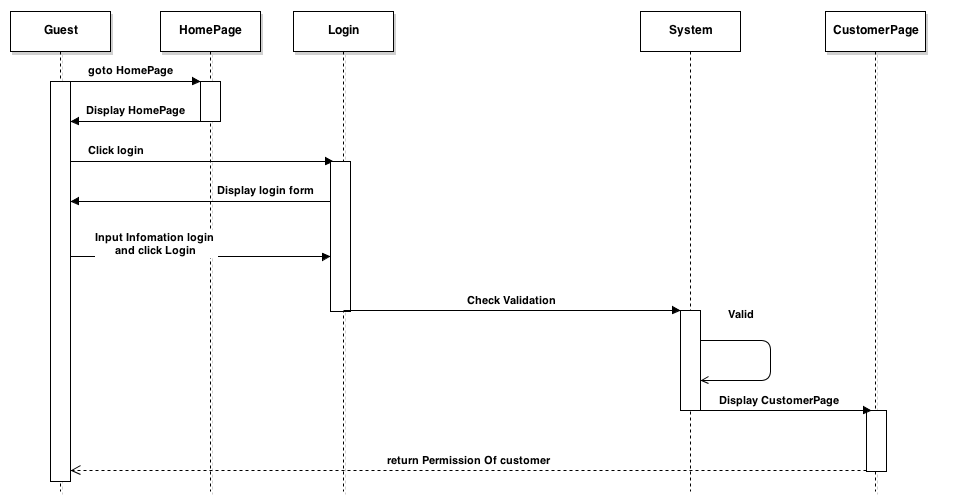 Guest
HomePage
Login
System
CustomerPage
goto HomePage
Display HomePage
Click login
Display login form
Input Infomation login
and click Login
Check Validation
Valid
Display CustomerPage
return Permission Of customer